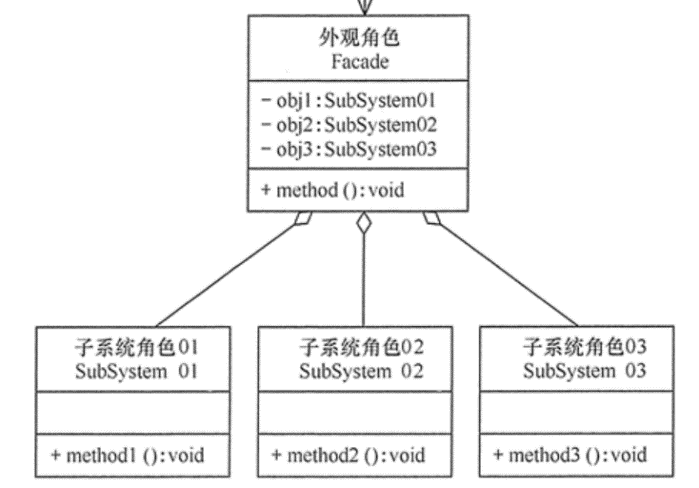 外观角色
Facade
- obj1:SubSystem01
- obj2:SubSystem02
- obj3:SubSystem03
+ method ():void
子系统角色01
SubSystem 01
+ method1 ():void
子系统角色02
SubSystem 02
+ method2 ():void
子系统角色03
SubSystem 03
+ method3 ():void